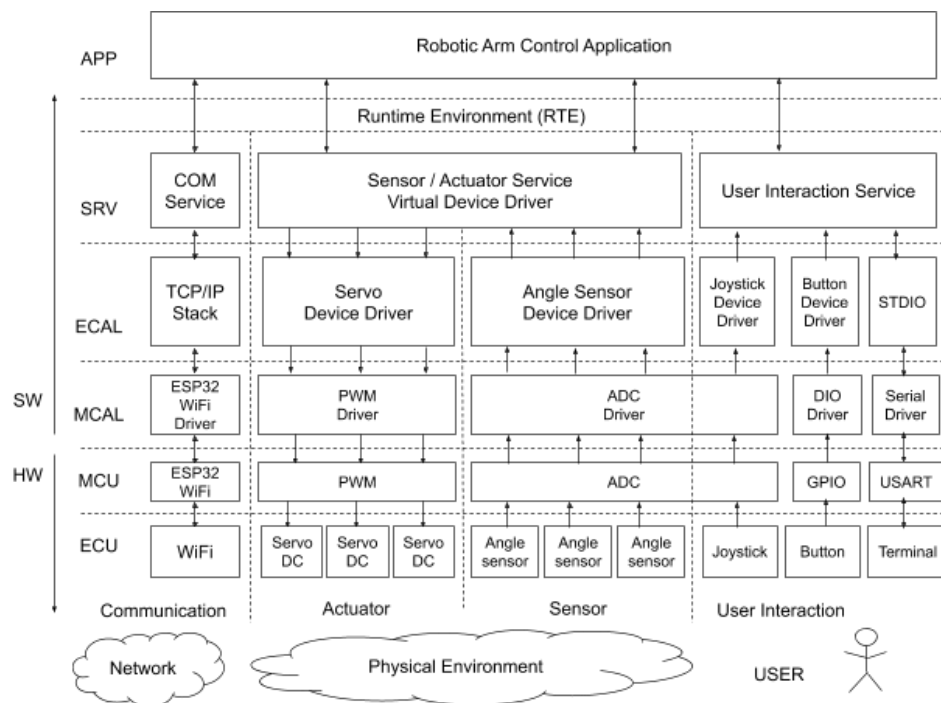 APP
Robotic Arm Control Application
Runtime Environment (RTE)
SRV
COM
Service
Sensor / Actuator Service
Virtual Device Driver
User Interaction Service
ECAL
TCP/IP
Stack
Servo
Device Driver
Angle Sensor
Device Driver
Joystick
Device
Driver
Button
Device
Driver
STDIO
SW
MCAL
ESP32
WiFi
Driver
PWM
Driver
ADC
Driver
DIO
Driver
Serial
Driver
HW
MCU
ESP32
WiFi
PWM
ADC
GPIO
USART
ECU
WiFi
Servo
DC
Servo
DC
Servo
DC
Angle
sensor
Angle
sensor
Angle
sensor
Joystick
Button
Terminal
Communication
Actuator
Sensor
User Interaction
Network
Physical Environment
USER